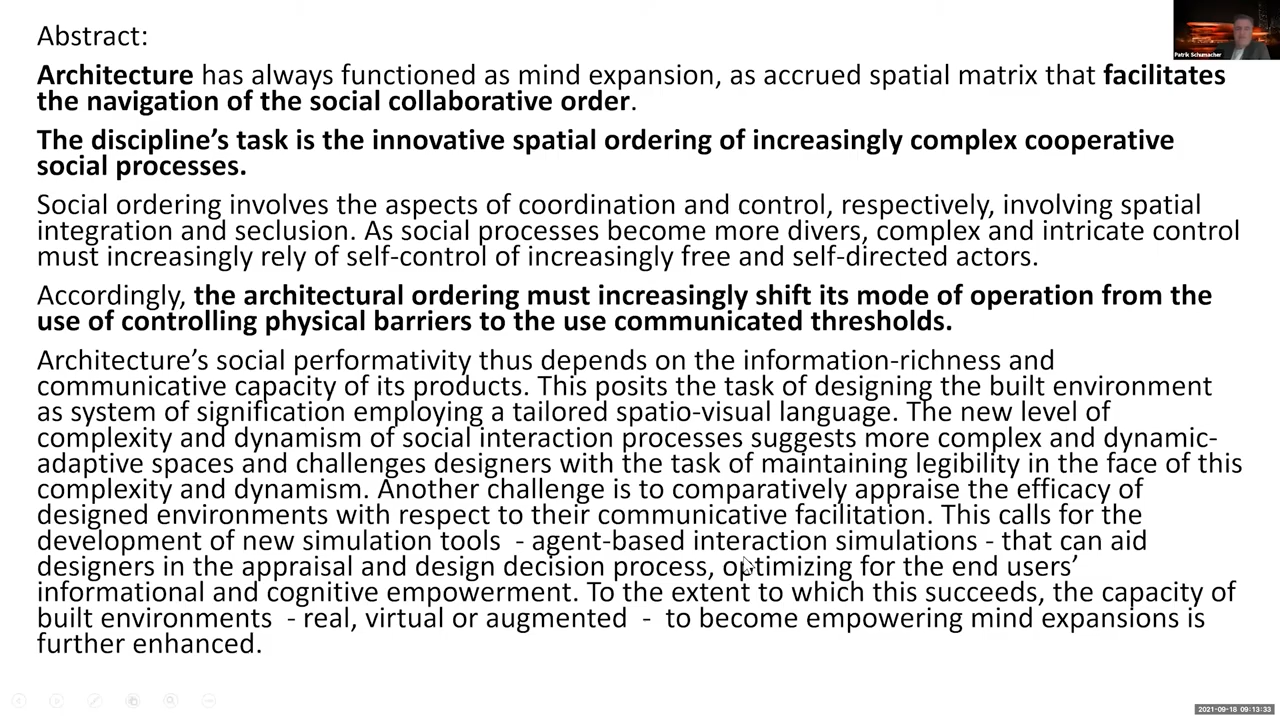 Abstract:
Architecture has always functioned as mind expansion, as accrued spatial matrix that facilitates
the navigation of the social collaborative order.
The discipline's task is the innovative spatial ordering of increasingly complex cooperative
social processes.
Social ordering involves the aspects of coordination and control, respectively, involving spatial
integration and seclusion. As social processes become more divers, complex and intricate control
must increasingly rely of self-control of increasingly free and self-directed actors.
Accordingly, the architectural ordering must increasingly shift its mode of operation from the
use of controlling physical barriers to the use communicated thresholds.
Architecture's social performativity thus depends on the information-richness and
communicative capacity of its products. This posits the task of designing the built environment
as system of signification employing a tailored spatio-visual language. The new level of
complexity and dynamism of social interaction processes suggests more complex and dynamic-
adaptive spaces and challenges designers with the task of maintaining legibility in the face of this
complexity and dynamism. Another challenge is to comparatively appraise the efficacy of
designed environments with respect to their communicative facilitation. This calls for the
development of new simulation tools - agent-based interaction simulations - that can aid
designers in the appraisal and design decision process, optimizing for the end users'
informational and cognitive empowerment. To the extent to which this succeeds, the capacity of
built environments - real, virtual or augmented - to become empowering mind expansions is
further enhanced.
Patrik Schumacher
2021-09-18 09:13:33